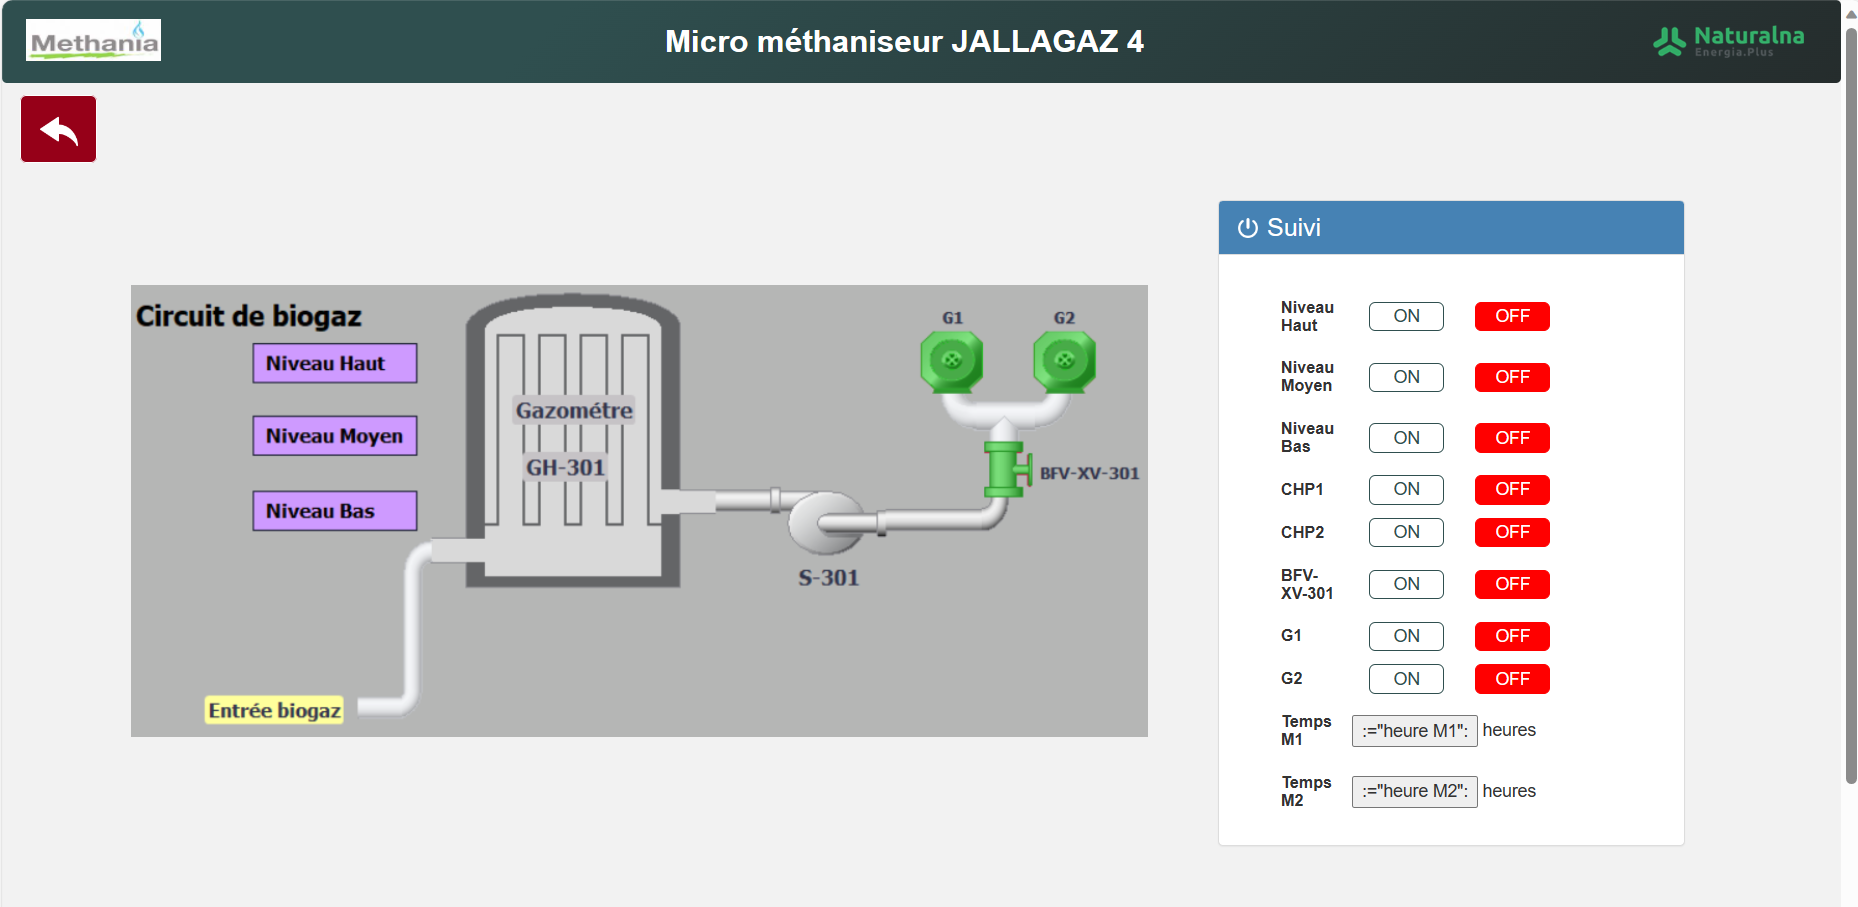 Methania
Micro méthaniseur JALLAGAZ 4
Naturalna
Energia.Plus
Suivi
Circuit de biogaz
Niveau Haut
Niveau Moyen
Niveau Bas
Gazométre
GH-301
G1
G2
BFV-XV-301
S-301
Entrée biogaz
Niveau
Haut
ON
OFF
Niveau
Moyen
ON
OFF
Niveau
Bas
ON
OFF
CHP1
ON
OFF
CHP2
ON
OFF
BFV-
XV-301
ON
OFF
G1
ON
OFF
G2
ON
OFF
Temps
M1
:="heure M1":
heures
Temps
M2
:="heure M2":
heures